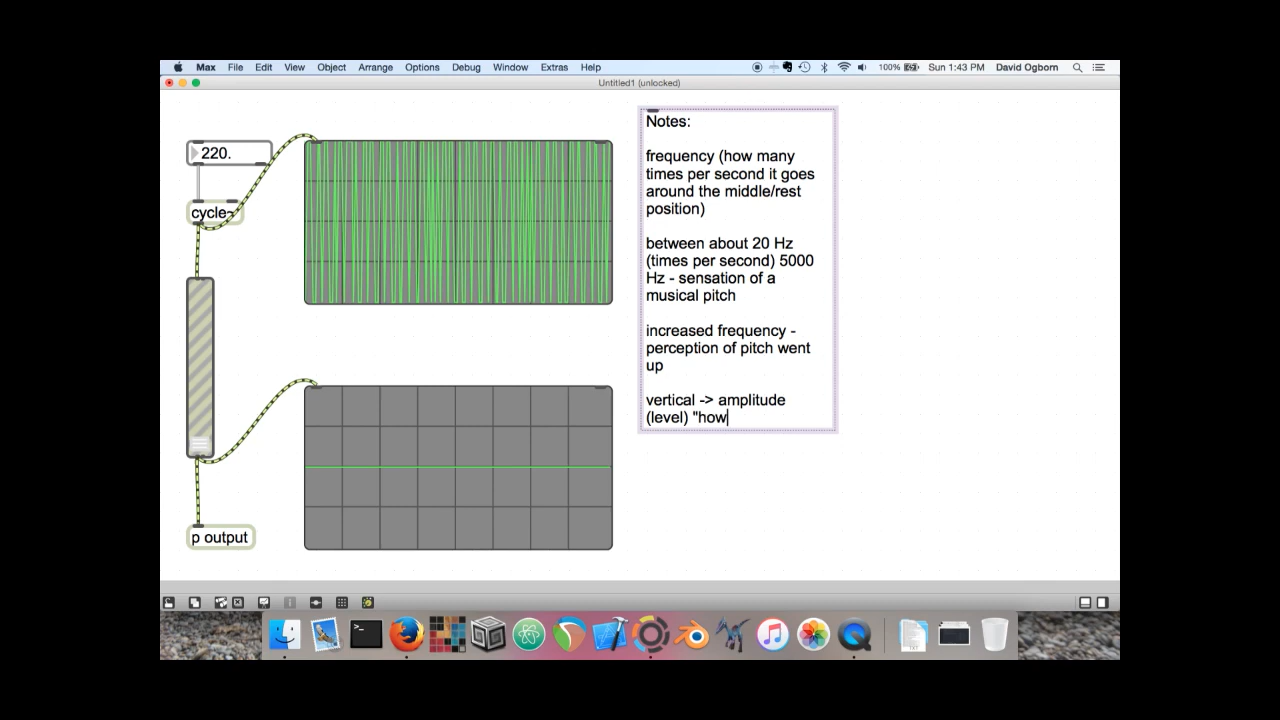 Max File Edit View Object Arrange Options Debug Window Extras Help 100% Sun 1:43 PM David Ogborn
Untitled1 (unlocked)
220.
cycle~
p output
Notes:
frequency (how many
times per second it goes
around the middle/rest
position)
between about 20 Hz
(times per second) 5000
Hz - sensation of a
musical pitch
increased frequency -
perception of pitch went
up
vertical -> amplitude
(level) "how